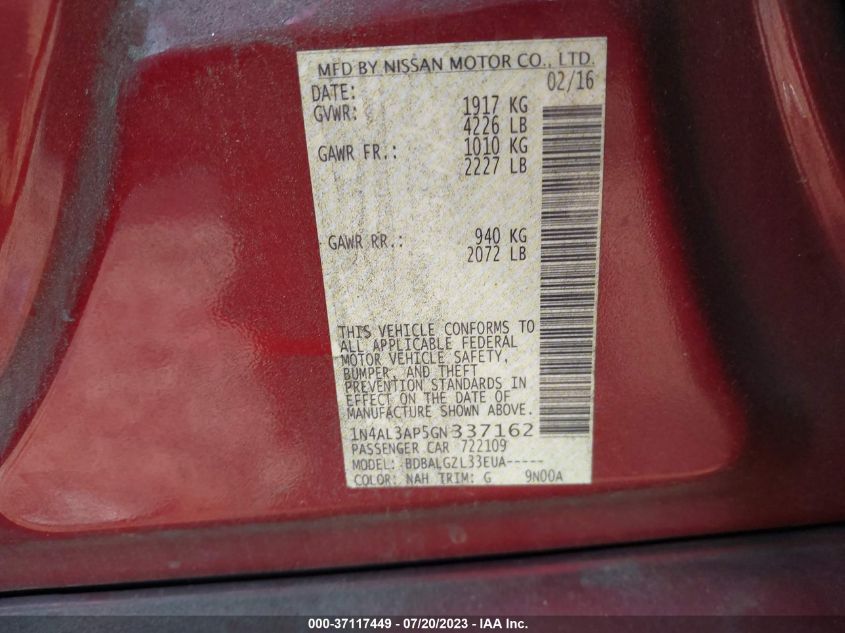 MFD BY NISSAN MOTOR CO., LTD.
DATE: 02/16
GVWR: 1917 KG
4226 LB
GAWR FR.: 1010 KG
2227 LB
GAWR RR.: 940 KG
2072 LB
THIS VEHICLE CONFORMS TO
ALL APPLICABLE FEDERAL
MOTOR VEHICLE SAFETY,
BUMPER, AND THEFT
PREVENTION STANDARDS IN
EFFECT ON THE DATE OF
MANUFACTURE SHOWN ABOVE.
1N4AL3AP5GN337162
PASSENGER CAR 722109
MODEL: BDBALGZL33EUA-----
COLOR: NAH TRIM: G 9N00A
000-37117449 - 07/20/2023 - IAA Inc.